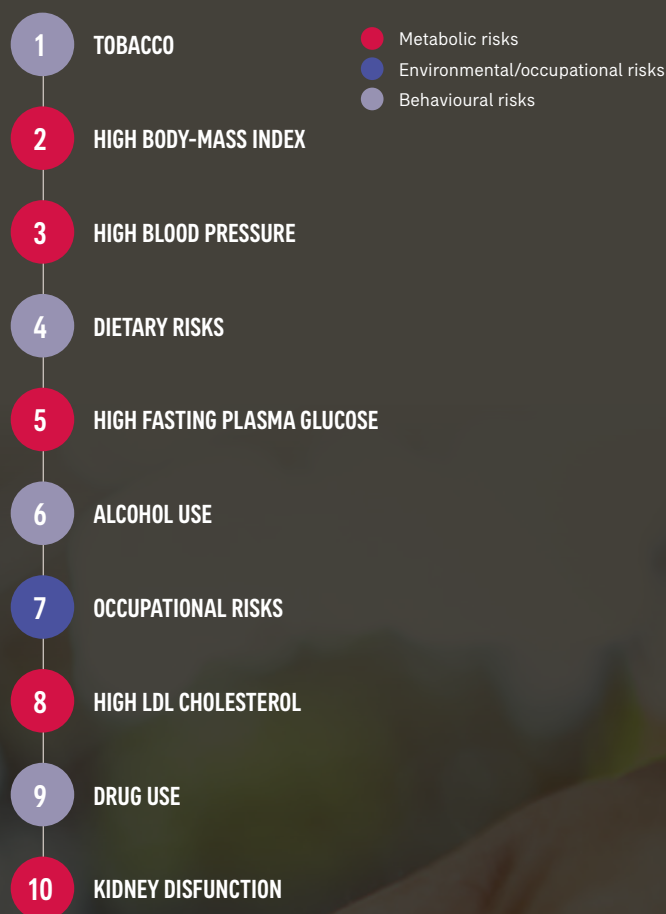 1 TOBACCO
Metabolic risks
Environmental/occupational risks
Behavioural risks
2 HIGH BODY-MASS INDEX
3 HIGH BLOOD PRESSURE
4 DIETARY RISKS
5 HIGH FASTING PLASMA GLUCOSE
6 ALCOHOL USE
7 OCCUPATIONAL RISKS
8 HIGH LDL CHOLESTEROL
9 DRUG USE
10 KIDNEY DISFUNCTION